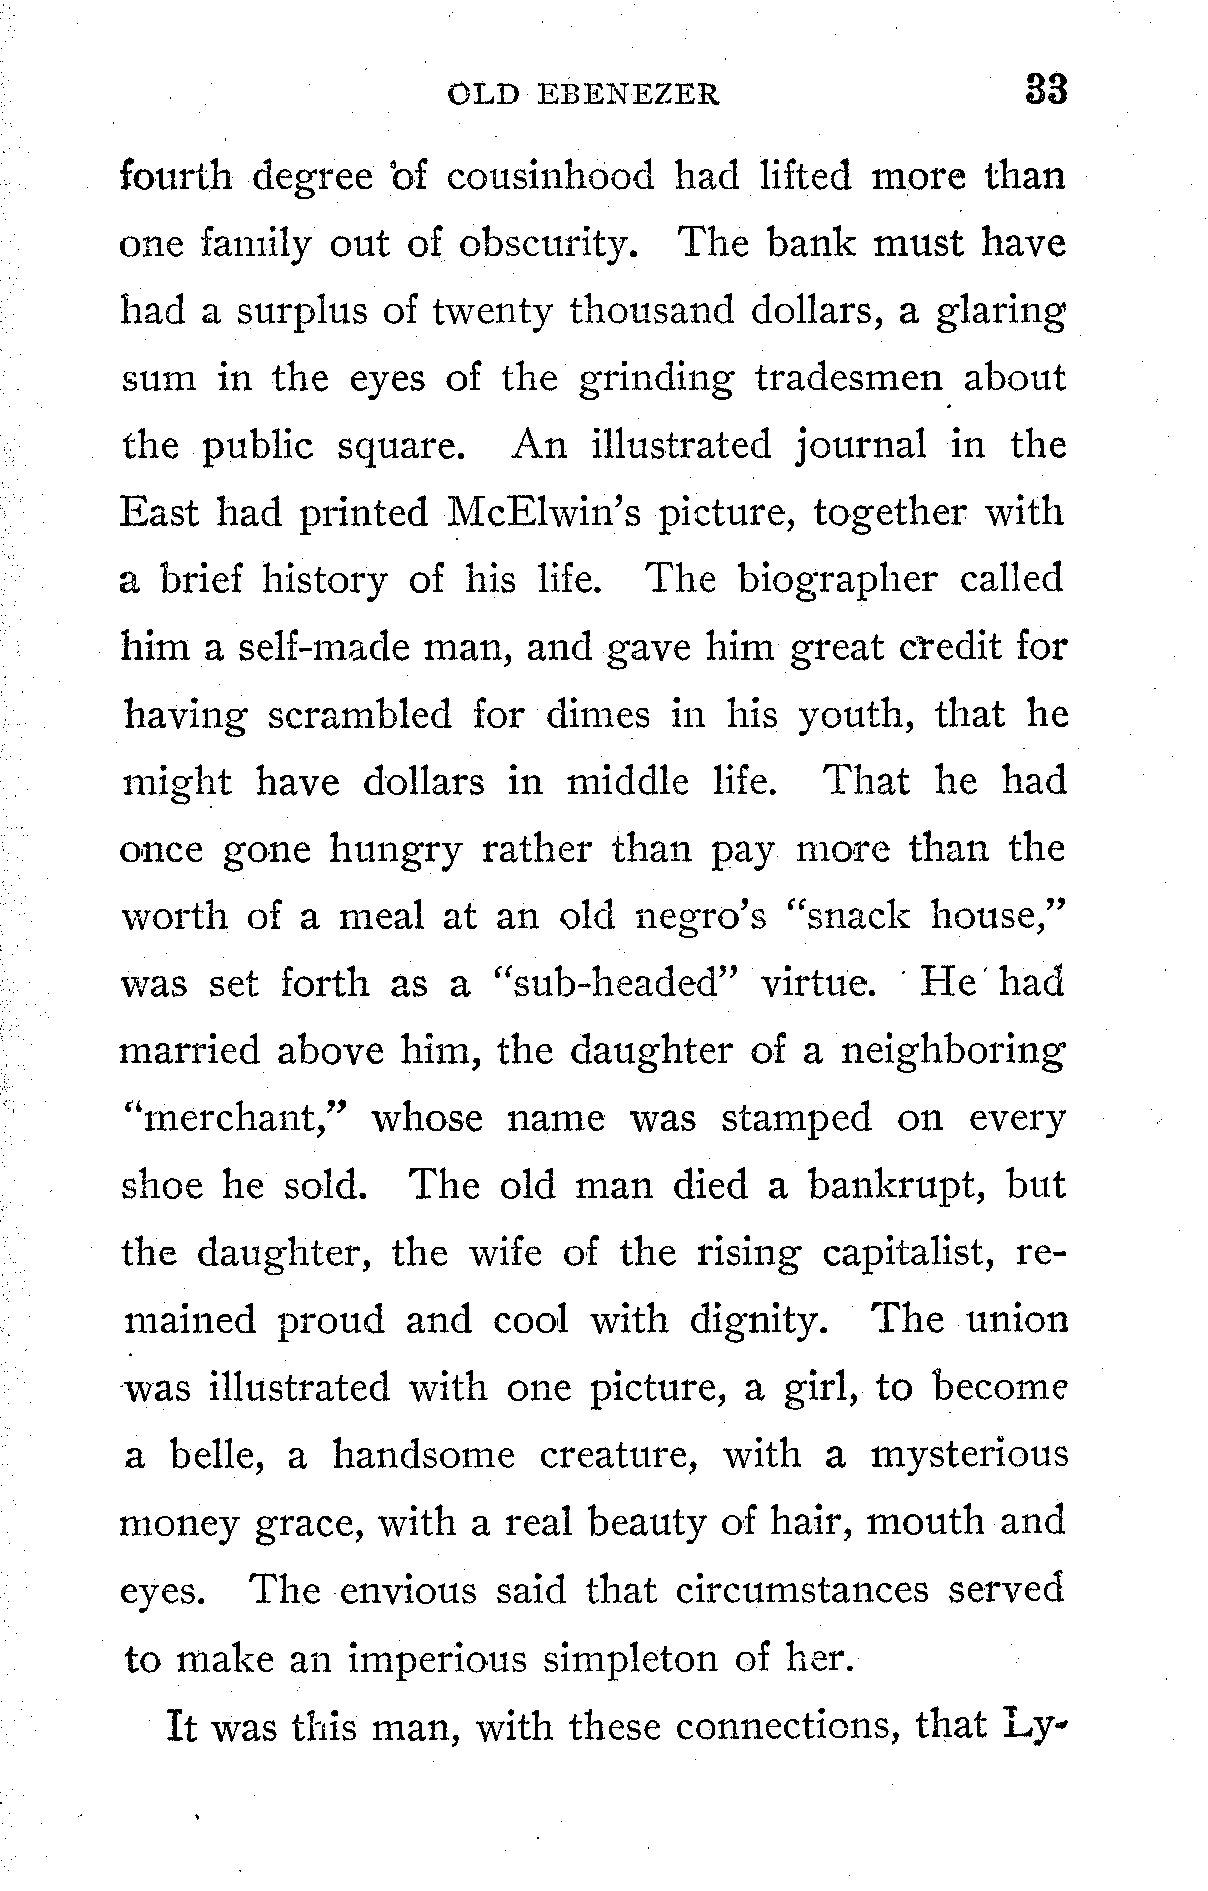 OLD EBENEZER 33
fourth degree of cousinhood had lifted more than
one family out of obscurity. The bank must have
had a surplus of twenty thousand dollars, a glaring
sum in the eyes of the grinding tradesmen about
the public square. An illustrated journal in the
East had printed McElwin's picture, together with
a brief history of his life. The biographer called
him a self-made man, and gave him great credit for
having scrambled for dimes in his youth, that he
might have dollars in middle life. That he had
once gone hungry rather than pay more than the
worth of a meal at an old negro's “snack house,”
was set forth as a “sub-headed” virtue. He had
married above him, the daughter of a neighboring
“merchant,” whose name was stamped on every
shoe he sold. The old man died a bankrupt, but
the daughter, the wife of the rising capitalist, re-
mained proud and cool with dignity. The union
was illustrated with one picture, a girl, to become
a belle, a handsome creature, with a mysterious
money grace, with a real beauty of hair, mouth and
eyes. The envious said that circumstances served
to make an imperious simpleton of her.
It was this man, with these connections, that Ly-